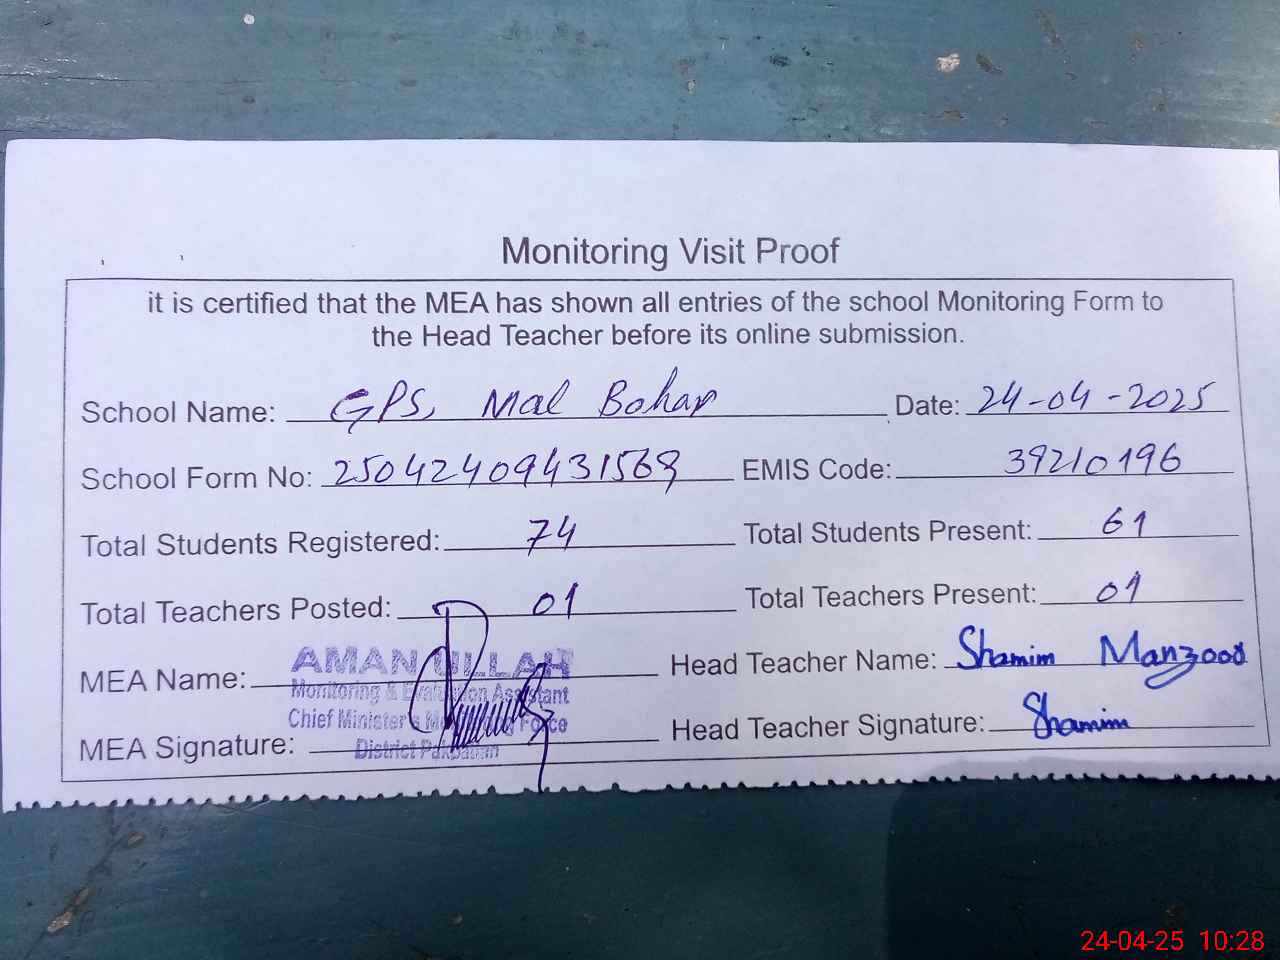 Monitoring Visit Proof
it is certified that the MEA has shown all entries of the school Monitoring Form to
the Head Teacher before its online submission.
School Name: GPS, Mal Bohar Date: 24-04-2025
School Form No: 25042409431569 EMIS Code: 39210196
Total Students Registered: 74 Total Students Present: 61
Total Teachers Posted: 01 Total Teachers Present: 01
MEA Name: AMAN ULLAH Head Teacher Name: Shamim Manzoor
Monitoring & Evaluation Assistant
Chief Minister's Monitoring Force
MEA Signature: District Pakpattan Head Teacher Signature: Shamim
24-04-25 10:28